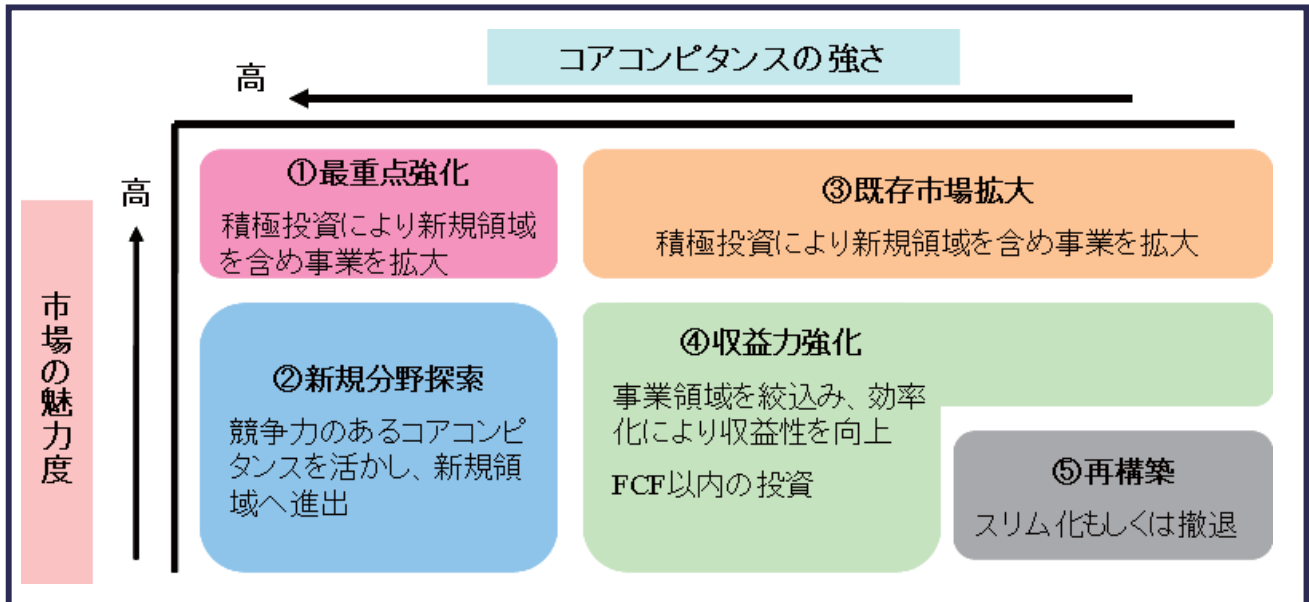 コアコンピタンスの強さ
高
高
市場の魅力度
①最重点強化
積極投資により新規領域
を含め事業を拡大
③既存市場拡大
積極投資により新規領域を含め事業を拡大
②新規分野探索
競争力のあるコアコンピ
タンスを活かし、新規領
域へ進出
④収益力強化
事業領域を絞込み、効率
化により収益性を向上
FCF以内の投資
⑤再構築
スリム化もしくは撤退